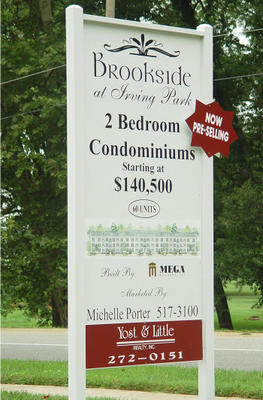 Brookside
at Irving Park
NOW
PRE-SELLING
2 Bedroom
Condominiums
Starting at
$140,500
60 UNITS
Built By: MEGA
Marketed By:
Michelle Porter 517-3100
Yost & Little
REALTY, INC.
272-0151